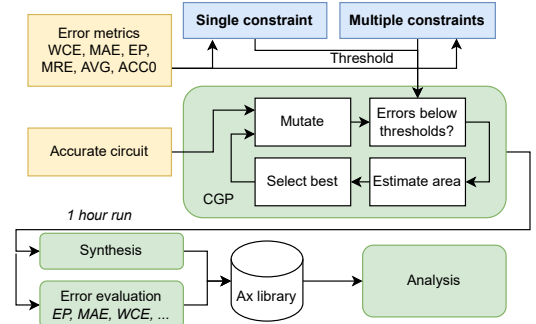 Error metrics
WCE, MAE, EP,
MRE, AVG, ACC0
Single constraint
Multiple constraints
Threshold
Accurate circuit
Mutate
Errors below
thresholds?
Select best
Estimate area
CGP
1 hour run
Synthesis
Error evaluation
EP, MAE, WCE, ...
Ax library
Analysis